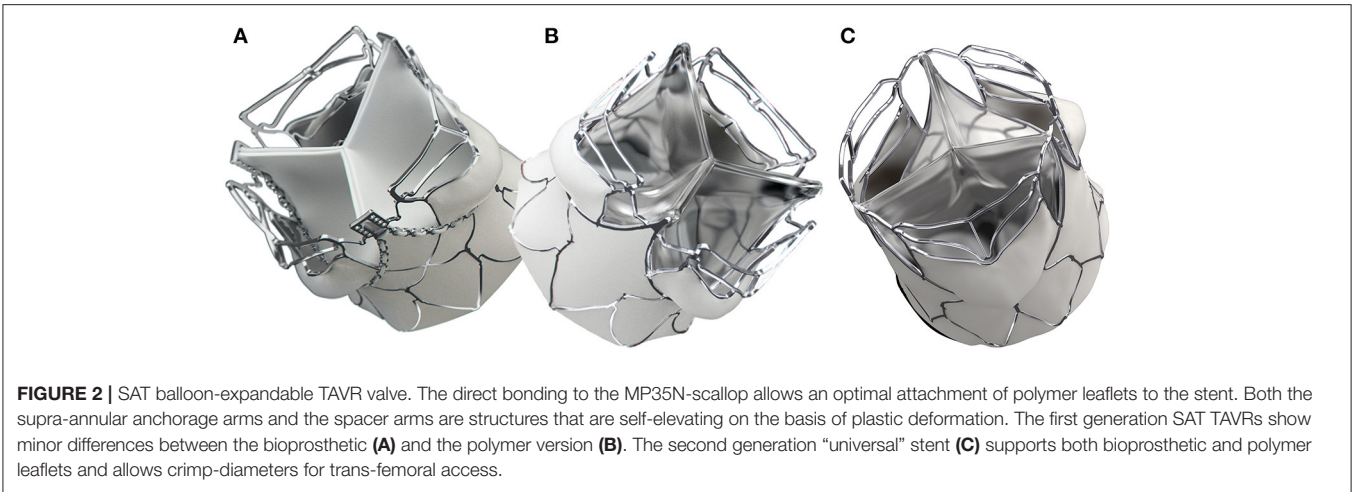 A
B
C
FIGURE 2 | SAT balloon-expandable TAVR valve. The direct bonding to the MP35N-scallop allows an optimal attachment of polymer leaflets to the stent. Both the
supra-annular anchorage arms and the spacer arms are structures that are self-elevating on the basis of plastic deformation. The first generation SAT TAVRs show
minor differences between the bioprosthetic (A) and the polymer version (B). The second generation “universal” stent (C) supports both bioprosthetic and polymer
leaflets and allows crimp-diameters for trans-femoral access.